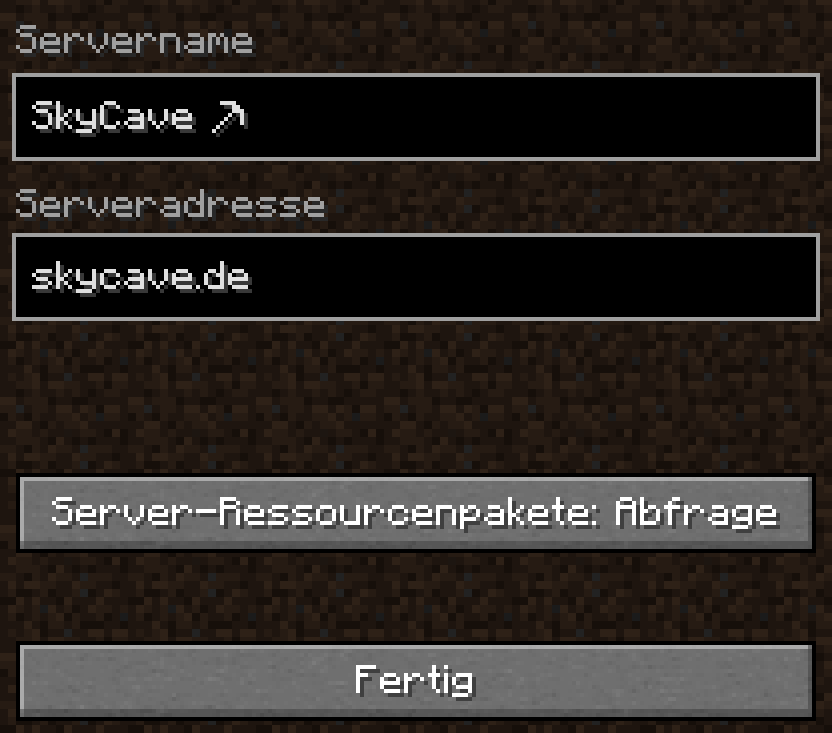 Servername
SkyCave ⛏
Serveradresse
skycave.de
Server-Ressourcenpakete: Abfrage
Fertig